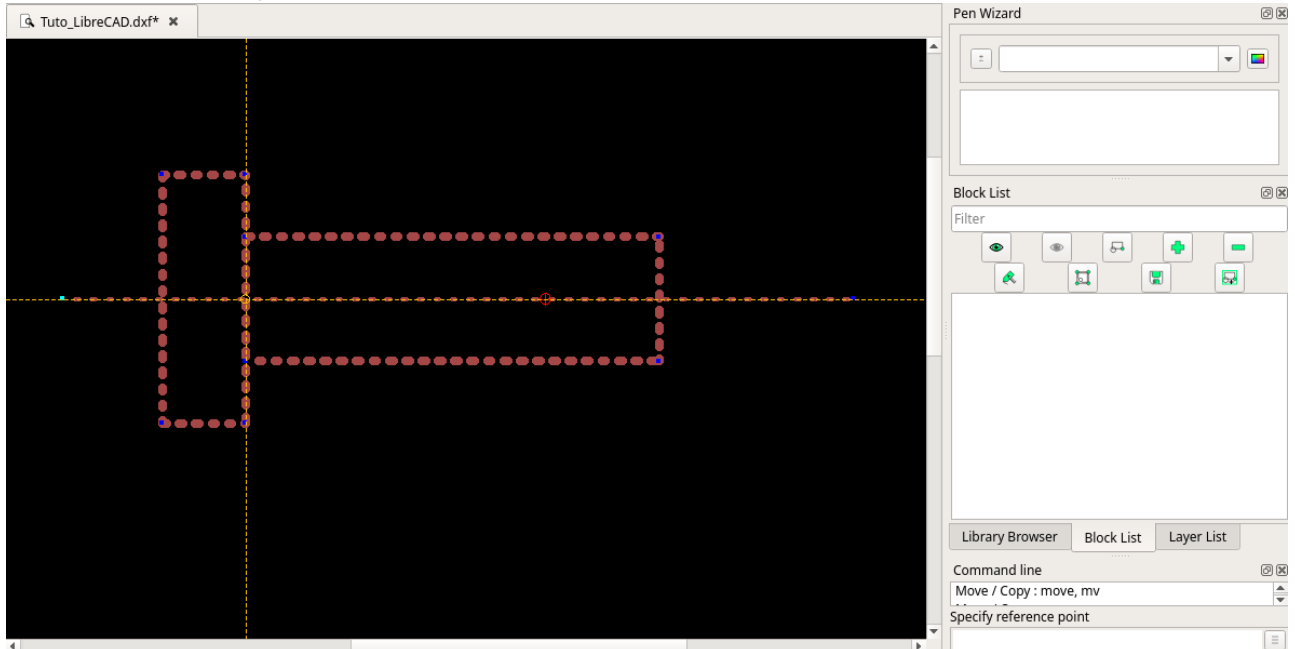 Tuto_LibreCAD.dxf*
Pen Wizard
Block List
Filter
Library Browser
Block List
Layer List
Command line
Move / Copy : move, mv
Specify reference point